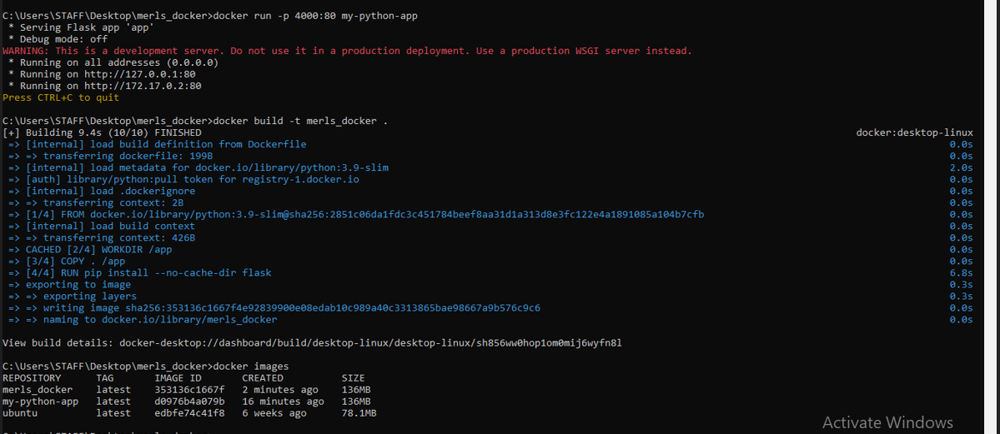 C:\Users\STAFF\Desktop\merls_docker>docker run -p 4000:80 my-python-app
 * Serving Flask app 'app'
 * Debug mode: off
WARNING: This is a development server. Do not use it in a production deployment. Use a production WSGI server instead.
 * Running on all addresses (0.0.0.0)
 * Running on http://127.0.0.1:80
 * Running on http://172.17.0.2:80
Press CTRL+C to quit
C:\Users\STAFF\Desktop\merls_docker>docker build -t merls_docker .
[+] Building 9.4s (10/10) FINISHED docker:desktop-linux
 => [internal] load build definition from Dockerfile 0.0s
 => => transferring dockerfile: 199B 0.0s
 => [internal] load metadata for docker.io/library/python:3.9-slim 2.0s
 => [auth] library/python:pull token for registry-1.docker.io 0.0s
 => [internal] load .dockerignore 0.0s
 => => transferring context: 2B 0.0s
 => [1/4] FROM docker.io/library/python:3.9-slim@sha256:2851c06da1fdc3c451784beef8aa31d1a313d8e3fc122e4a1891085a104b7cfb 0.0s
 => [internal] load build context 0.0s
 => => transferring context: 426B 0.0s
 => CACHED [2/4] WORKDIR /app 0.0s
 => [3/4] COPY . /app 0.0s
 => [4/4] RUN pip install --no-cache-dir flask 6.8s
 => exporting to image 0.3s
 => => exporting layers 0.3s
 => => writing image sha256:353136c1667f4e92839900e08edab10c989a40c3313865bae98667a9b576c9c6 0.0s
 => => naming to docker.io/library/merls_docker 0.0s
View build details: docker-desktop://dashboard/build/desktop-linux/desktop-linux/sh856ww0hop1om0mij6wyfn8l
C:\Users\STAFF\Desktop\merls_docker>docker images
REPOSITORY TAG IMAGE ID CREATED SIZE
merls_docker latest 353136c1667f 2 minutes ago 136MB
my-python-app latest d0976b4a079b 16 minutes ago 136MB
ubuntu latest edbfe74c41f8 6 weeks ago 78.1MB
Activate Windows